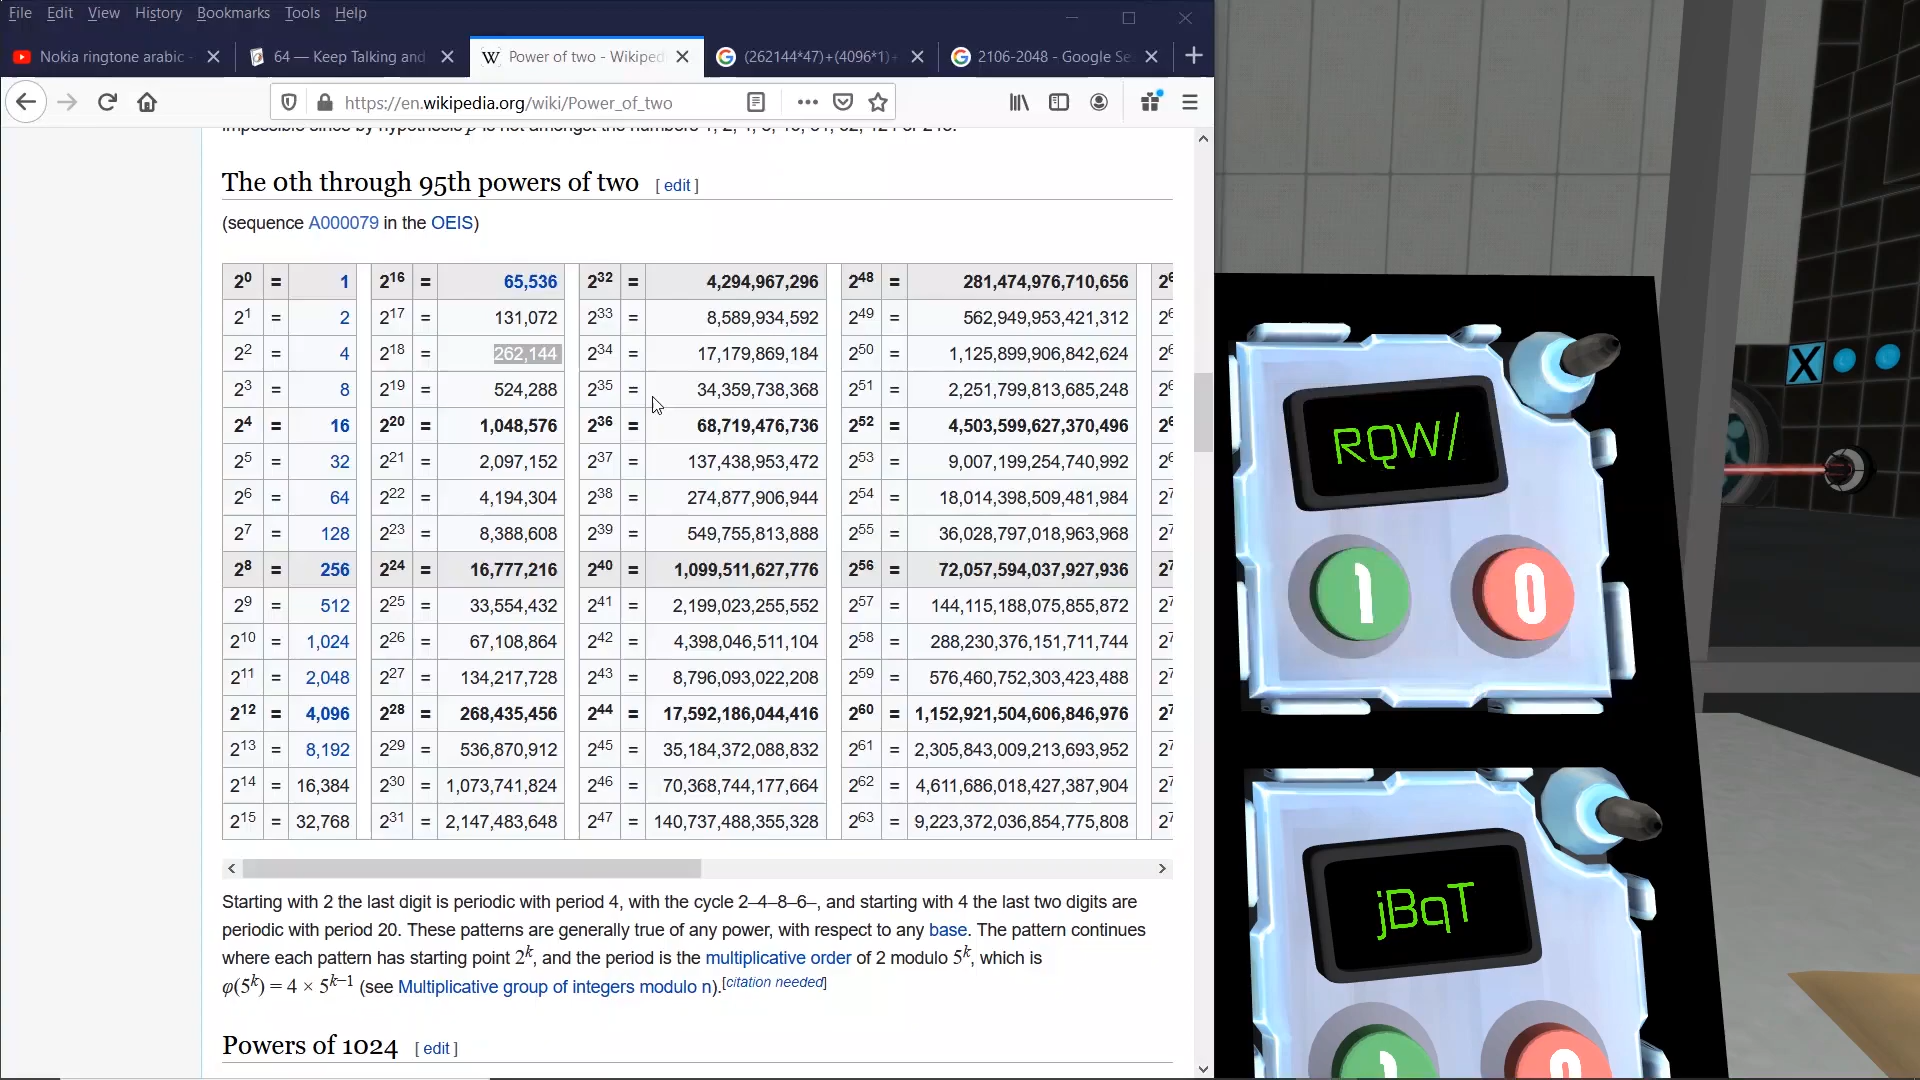 File Edit View History Bookmarks Tools Help
Nokia ringtone arabic -
64 — Keep Talking and
Power of two - Wikiped
(262144*47)+(4096*1)+
2106-2048 - Google Se
https://en.wikipedia.org/wiki/Power_of_two
The 0th through 95th powers of two [ edit ]
(sequence A000079 in the OEIS)
2⁰ = 1 2¹⁶ = 65,536 2³² = 4,294,967,296 2⁴⁸ = 281,474,976,710,656
2¹ = 2 2¹⁷ = 131,072 2³³ = 8,589,934,592 2⁴⁹ = 562,949,953,421,312
2² = 4 2¹⁸ = 262,144 2³⁴ = 17,179,869,184 2⁵⁰ = 1,125,899,906,842,624
2³ = 8 2¹⁹ = 524,288 2³⁵ = 34,359,738,368 2⁵¹ = 2,251,799,813,685,248
2⁴ = 16 2²⁰ = 1,048,576 2³⁶ = 68,719,476,736 2⁵² = 4,503,599,627,370,496
2⁵ = 32 2²¹ = 2,097,152 2³⁷ = 137,438,953,472 2⁵³ = 9,007,199,254,740,992
2⁶ = 64 2²² = 4,194,304 2³⁸ = 274,877,906,944 2⁵⁴ = 18,014,398,509,481,984
2⁷ = 128 2²³ = 8,388,608 2³⁹ = 549,755,813,888 2⁵⁵ = 36,028,797,018,963,968
2⁸ = 256 2²⁴ = 16,777,216 2⁴⁰ = 1,099,511,627,776 2⁵⁶ = 72,057,594,037,927,936
2⁹ = 512 2²⁵ = 33,554,432 2⁴¹ = 2,199,023,255,552 2⁵⁷ = 144,115,188,075,855,872
2¹⁰ = 1,024 2²⁶ = 67,108,864 2⁴² = 4,398,046,511,104 2⁵⁸ = 288,230,376,151,711,744
2¹¹ = 2,048 2²⁷ = 134,217,728 2⁴³ = 8,796,093,022,208 2⁵⁹ = 576,460,752,303,423,488
2¹² = 4,096 2²⁸ = 268,435,456 2⁴⁴ = 17,592,186,044,416 2⁶⁰ = 1,152,921,504,606,846,976
2¹³ = 8,192 2²⁹ = 536,870,912 2⁴⁵ = 35,184,372,088,832 2⁶¹ = 2,305,843,009,213,693,952
2¹⁴ = 16,384 2³⁰ = 1,073,741,824 2⁴⁶ = 70,368,744,177,664 2⁶² = 4,611,686,018,427,387,904
2¹⁵ = 32,768 2³¹ = 2,147,483,648 2⁴⁷ = 140,737,488,355,328 2⁶³ = 9,223,372,036,854,775,808
Starting with 2 the last digit is periodic with period 4, with the cycle 2–4–8–6–, and starting with 4 the last two digits are
periodic with period 20. These patterns are generally true of any power, with respect to any base. The pattern continues
where each pattern has starting point 2ᵏ, and the period is the multiplicative order of 2 modulo 5ᵏ, which is
φ(5ᵏ) = 4 × 5ᵏ⁻¹ (see Multiplicative group of integers modulo n).[citation needed]
Powers of 1024 [ edit ]
RQW/
1 0
X
jBqT
1 0